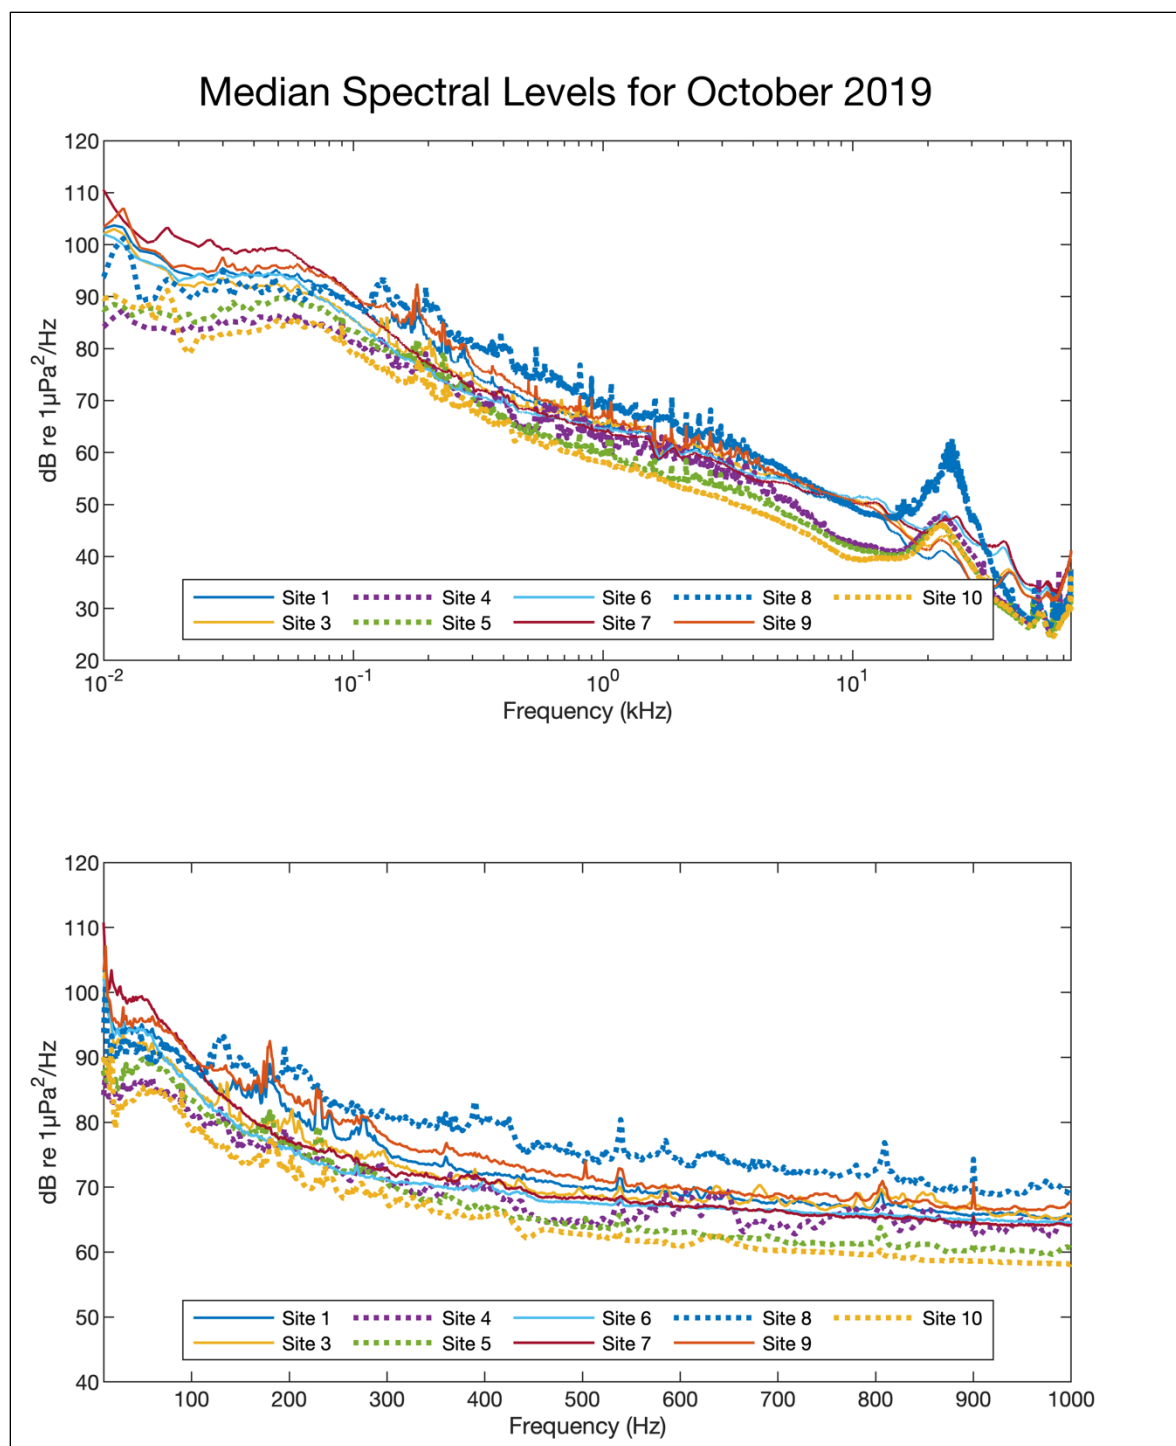 Median Spectral Levels for October 2019
120
110
100
90
80
70
60
50
40
30
20
dB re 1µPa²/Hz
Site 1 Site 4 Site 6 Site 8 Site 10
Site 3 Site 5 Site 7 Site 9
10⁻² 10⁻¹ 10⁰ 10¹
Frequency (kHz)
120
110
100
90
80
70
60
50
40
dB re 1µPa²/Hz
Site 1 Site 4 Site 6 Site 8 Site 10
Site 3 Site 5 Site 7 Site 9
100 200 300 400 500 600 700 800 900 1000
Frequency (Hz)